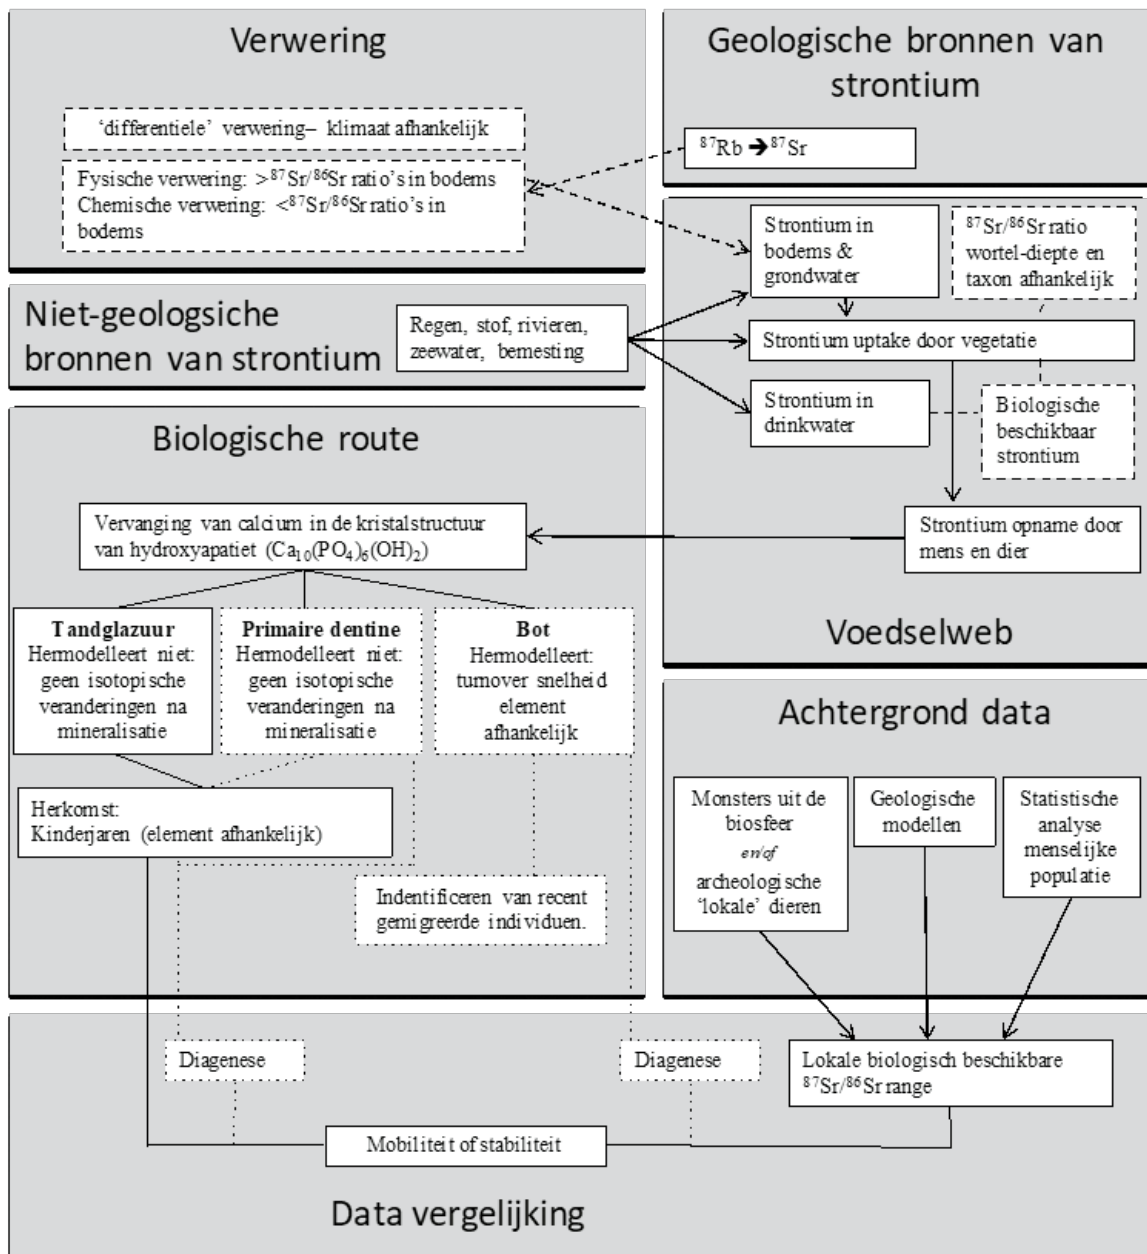 Verwering
'differentiele' verwering– klimaat afhankelijk
Fysische verwering: >⁸⁷Sr/⁸⁶Sr ratio's in bodems
Chemische verwering: <⁸⁷Sr/⁸⁶Sr ratio's in
bodems
Geologische bronnen van
strontium
⁸⁷Rb ➔ ⁸⁷Sr
Niet-geologsiche
bronnen van strontium
Regen, stof, rivieren,
zeewater, bemesting
Strontium in
bodems &
grondwater
⁸⁷Sr/⁸⁶Sr ratio
wortel-diepte en
taxon afhankelijk
Strontium uptake door vegetatie
Strontium in
drinkwater
Biologische
beschikbaar
strontium
Strontium opname door
mens en dier
Voedselweb
Biologische route
Vervanging van calcium in de kristalstructuur
van hydroxyapatiet (Ca₁₀(PO₄)₆(OH)₂)
Tandglazuur
Hermodelleert niet:
geen isotopische
veranderingen na
mineralisatie
Primaire dentine
Hermodelleert niet:
geen isotopische
veranderingen na
mineralisatie
Bot
Hermodelleert:
turnover snelheid
element
afhankelijk
Herkomst:
Kinderjaren (element afhankelijk)
Indentificeren van recent
gemigreerde individuen.
Achtergrond data
Monsters uit de
biosfeer
en/of
archeologische
'lokale' dieren
Geologische
modellen
Statistische
analyse
menselijke
populatie
Diagenese
Diagenese
Lokale biologisch beschikbare
⁸⁷Sr/⁸⁶Sr range
Mobiliteit of stabiliteit
Data vergelijking